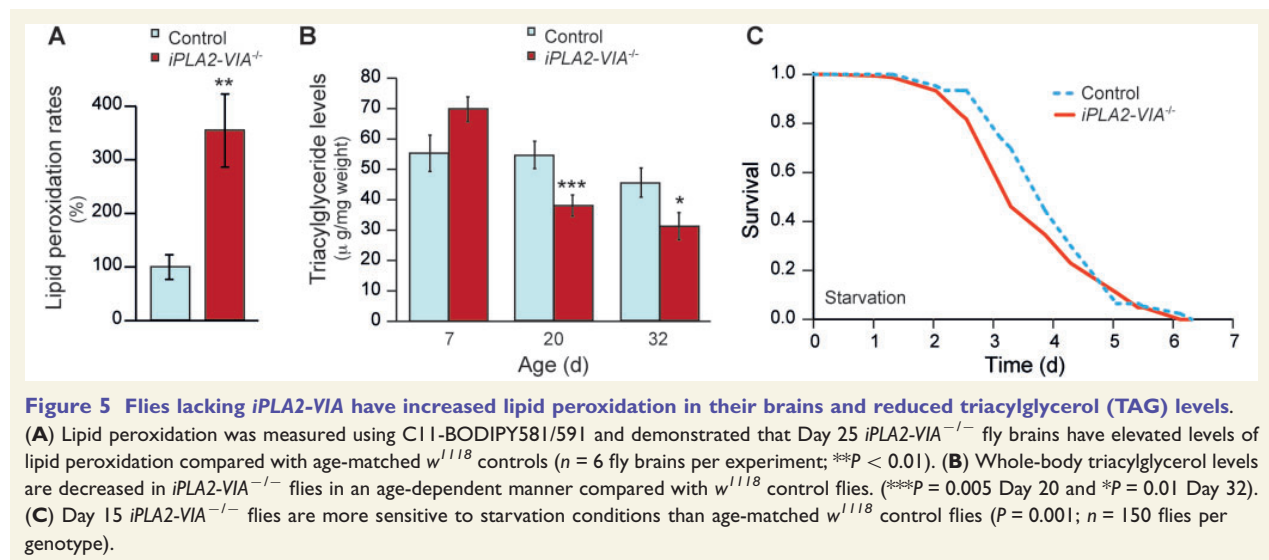 A
Control
iPLA2-VIA-/-
Lipid peroxidation rates
(%)
400
300
200
100
0
**
B
Control
iPLA2-VIA-/-
Triacylglyceride levels
(μ g/mg weight)
80
70
60
50
40
30
20
10
0
***
*
7 20 32
Age (d)
C
Survival
1.0
0.8
0.6
0.4
0.2
0.0
Control
iPLA2-VIA-/-
Starvation
0 1 2 3 4 5 6 7
Time (d)
Figure 5 Flies lacking iPLA2-VIA have increased lipid peroxidation in their brains and reduced triacylglycerol (TAG) levels.
(A) Lipid peroxidation was measured using C11-BODIPY581/591 and demonstrated that Day 25 iPLA2-VIA−/− fly brains have elevated levels of
lipid peroxidation compared with age-matched w1118 controls (n = 6 fly brains per experiment; **P < 0.01). (B) Whole-body triacylglycerol levels
are decreased in iPLA2-VIA−/− flies in an age-dependent manner compared with w1118 control flies. (***P = 0.005 Day 20 and *P = 0.01 Day 32).
(C) Day 15 iPLA2-VIA−/− flies are more sensitive to starvation conditions than age-matched w1118 control flies (P = 0.001; n = 150 flies per
genotype).